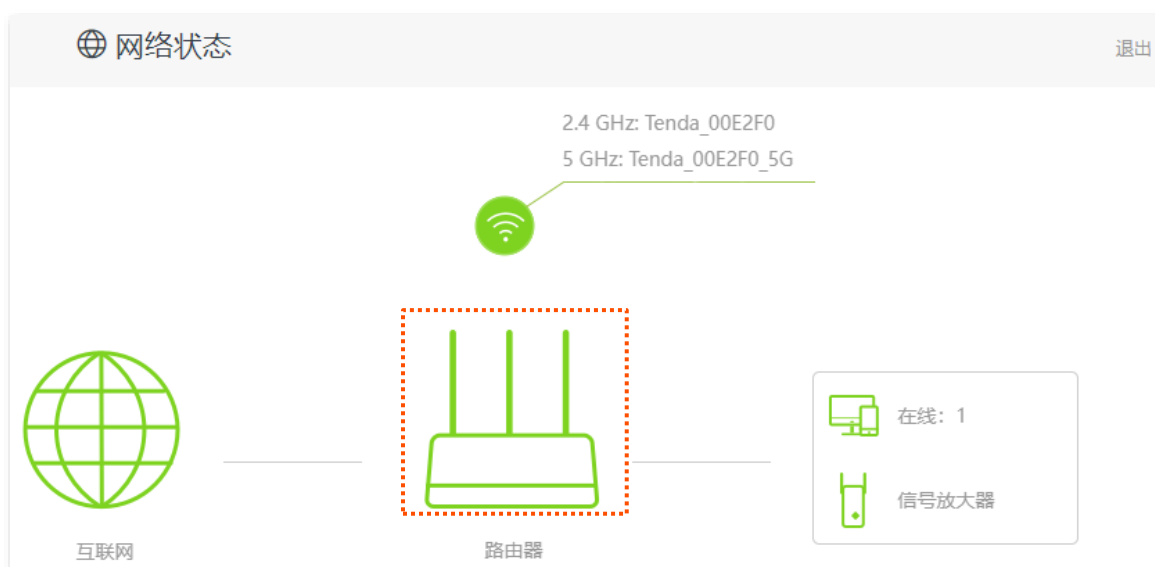 网络状态
退出
2.4 GHz: Tenda_00E2F0
5 GHz: Tenda_00E2F0_5G
在线：1
信号放大器
互联网
路由器